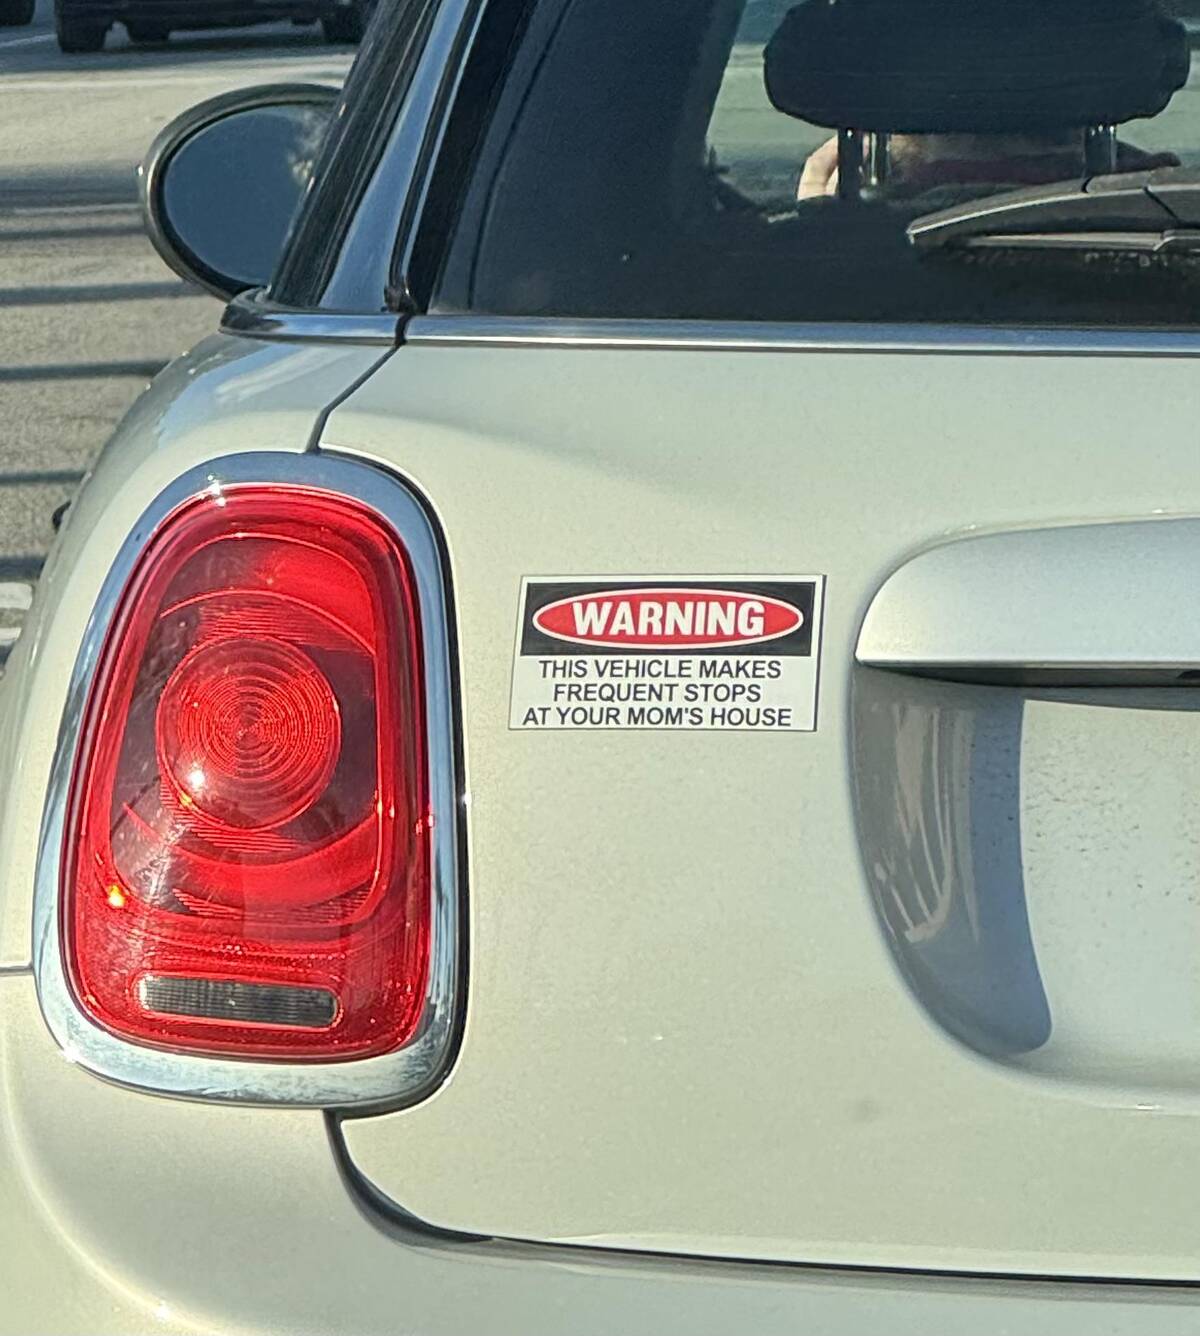 WARNING
THIS VEHICLE MAKES
FREQUENT STOPS
AT YOUR MOM'S HOUSE